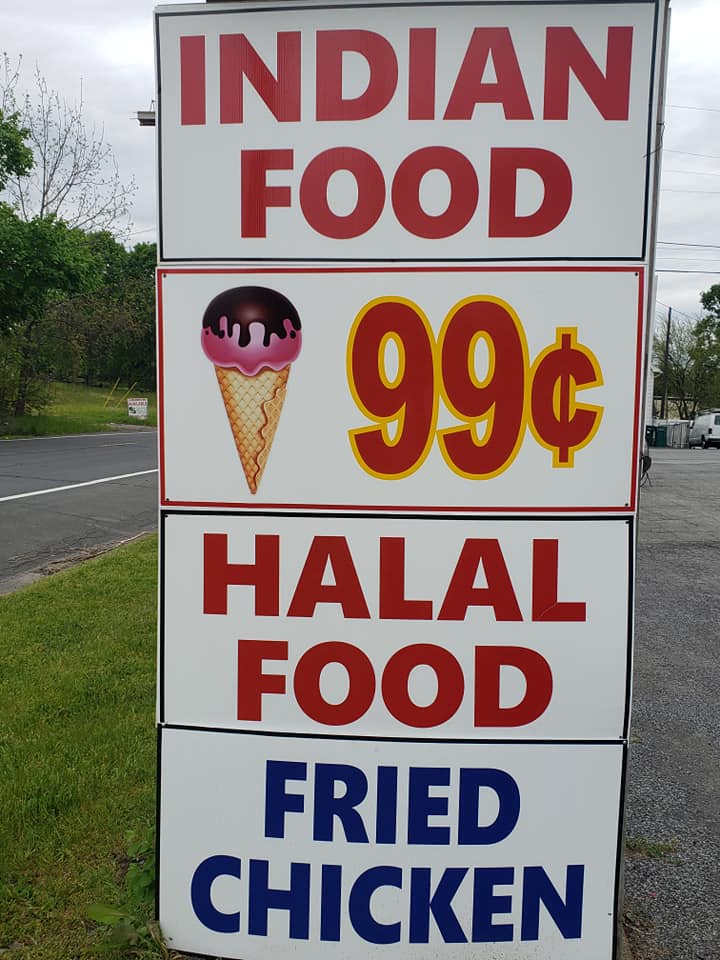 INDIAN
FOOD
99¢
HALAL
FOOD
FRIED
CHICKEN